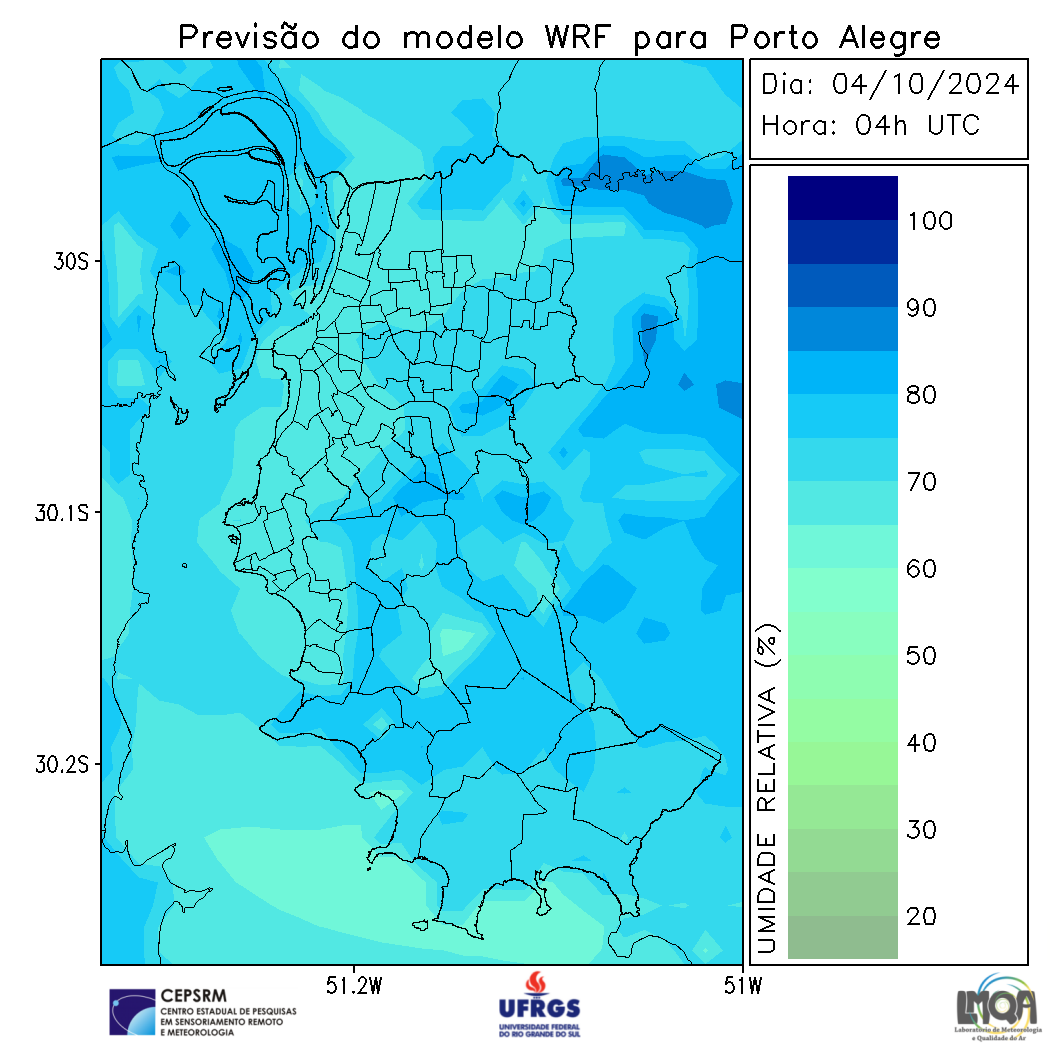 Previsão do modelo WRF para Porto Alegre
Dia: 04/10/2024
Hora: 04h UTC
30S
30.1S
30.2S
51.2W
51W
100
90
80
70
60
50
40
30
20
UMIDADE RELATIVA (%)
CEPSRM
CENTRO ESTADUAL DE PESQUISAS
EM SENSORIAMENTO REMOTO
E METEOROLOGIA
UFRGS
UNIVERSIDADE FEDERAL
DO RIO GRANDE DO SUL
LMQA
Laboratório de Meteorologia
e Qualidade do Ar